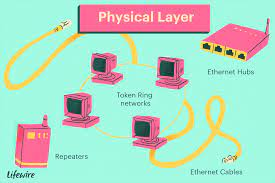 Physical Layer
Ethernet Hubs
Token Ring
networks
Repeaters
Ethernet Cables
Lifewire